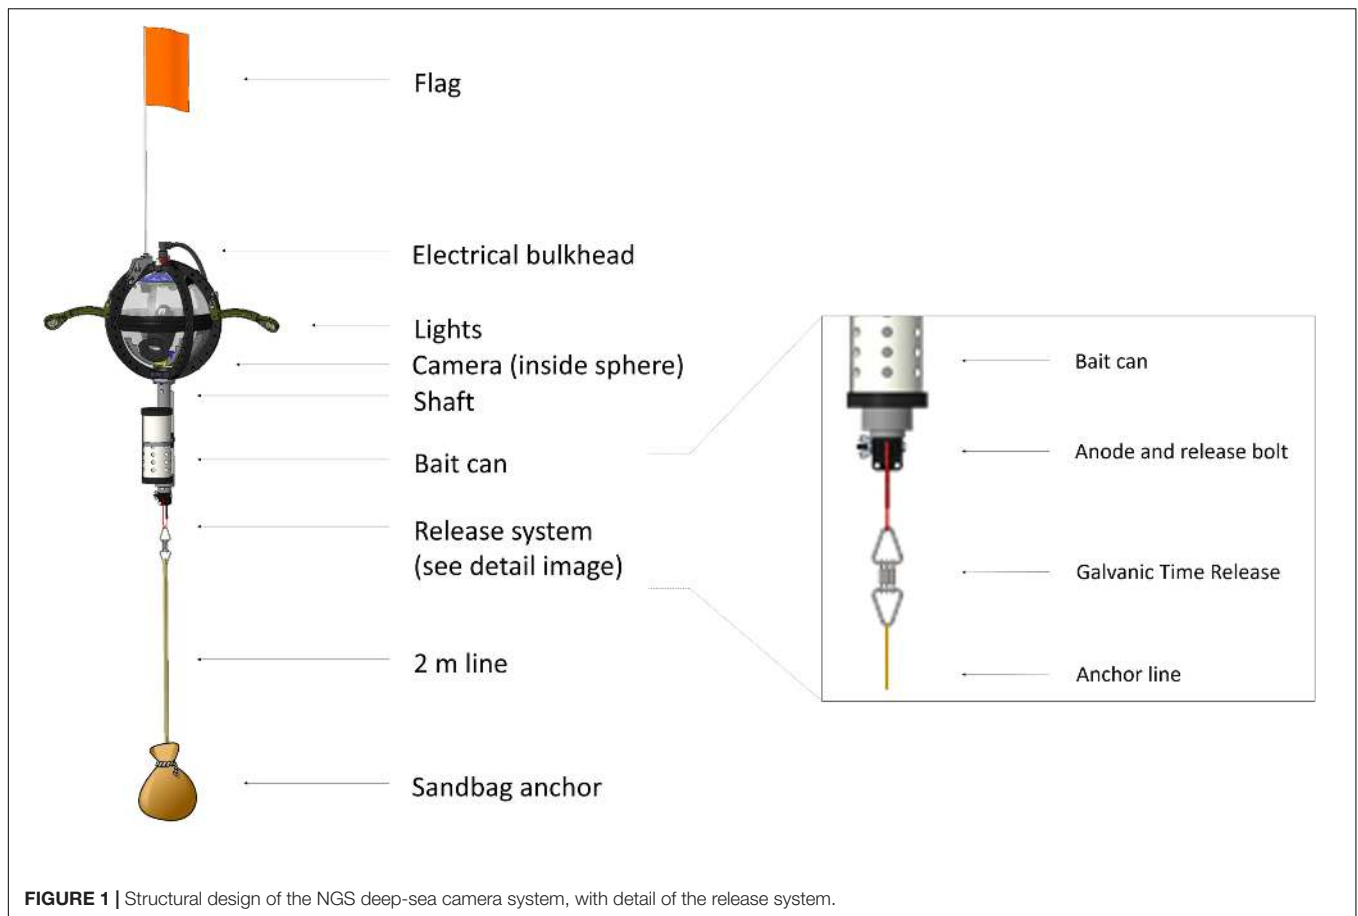 Flag
Electrical bulkhead
Lights
Camera (inside sphere)
Shaft
Bait can
Release system
(see detail image)
2 m line
Sandbag anchor
Bait can
Anode and release bolt
Galvanic Time Release
Anchor line
FIGURE 1 | Structural design of the NGS deep-sea camera system, with detail of the release system.